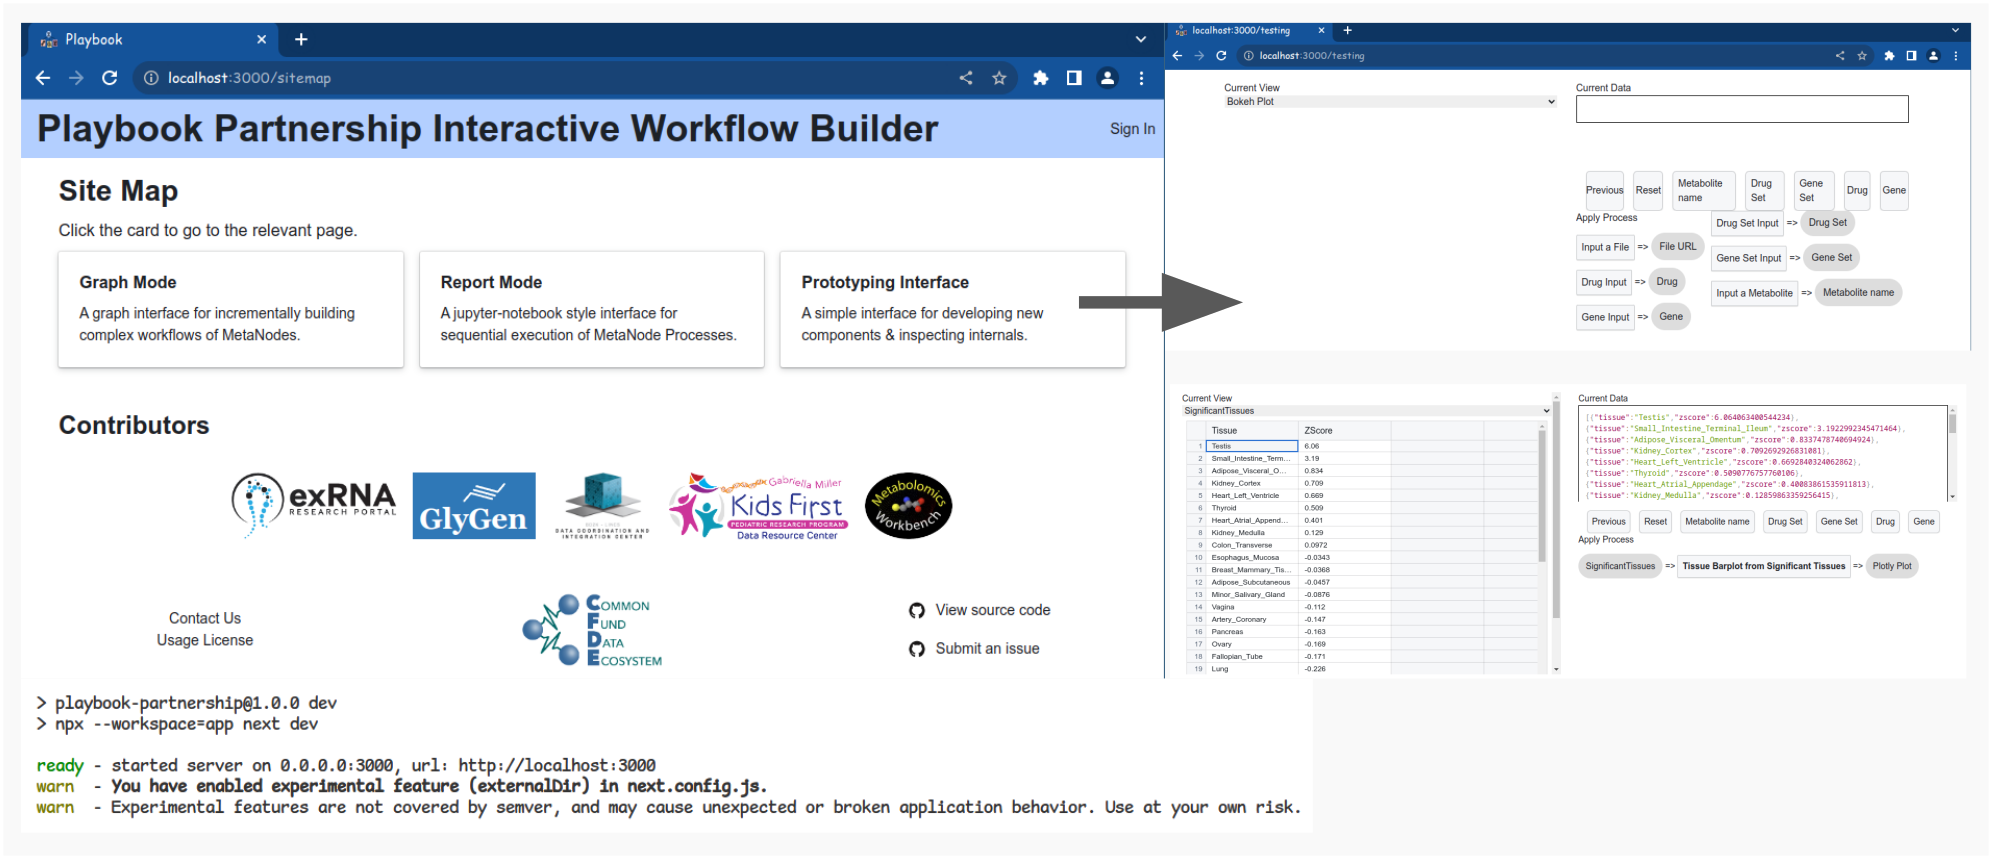 Playbook
localhost:3000/sitemap
Playbook Partnership Interactive Workflow Builder
Sign In
Site Map
Click the card to go to the relevant page.
Graph Mode
A graph interface for incrementally building
complex workflows of MetaNodes.
Report Mode
A jupyter-notebook style interface for
sequential execution of MetaNode Processes.
Prototyping Interface
A simple interface for developing new
components & inspecting internals.
Contributors
exRNA
RESEARCH PORTAL
GlyGen
DATA COORDINATION AND
INTEGRATION CENTER
Gabriella Miller
Kids First
PEDIATRIC RESEARCH PROGRAM
Data Resource Center
Metabolomics
Workbench
Contact Us
Usage License
COMMON
FUND
DATA
ECOSYSTEM
View source code
Submit an issue
> playbook-partnership@1.0.0 dev
> npx --workspace=app next dev
ready - started server on 0.0.0.0:3000, url: http://localhost:3000
warn - You have enabled experimental feature (externalDir) in next.config.js.
warn - Experimental features are not covered by semver, and may cause unexpected or broken application behavior. Use at your own risk.
localhost:3000/testing
localhost:3000/testing
Current View
Bokeh Plot
Current Data
Previous
Reset
Metabolite
name
Drug
Set
Gene
Set
Drug
Gene
Apply Process
Input a File => File URL
Drug Input => Drug
Gene Input => Gene
Drug Set Input => Drug Set
Gene Set Input => Gene Set
Input a Metabolite => Metabolite name
Current View
SignificantTissues
Tissue ZScore
1 Testis 6.06
2 Small_Intestine_Term... 3.19
3 Adipose_Visceral_O... 0.834
4 Kidney_Cortex 0.709
5 Heart_Left_Ventricle 0.669
6 Thyroid 0.509
7 Heart_Atrial_Append... 0.401
8 Kidney_Medulla 0.129
9 Colon_Transverse 0.0972
10 Esophagus_Mucosa -0.0343
11 Breast_Mammary_Tis... -0.0368
12 Adipose_Subcutaneous -0.0457
13 Minor_Salivary_Gland -0.0876
14 Vagina -0.112
15 Artery_Coronary -0.147
16 Pancreas -0.163
17 Ovary -0.169
18 Fallopian_Tube -0.171
19 Lung -0.226
Current Data
[{"tissue":"Testis","zscore":6.064063400544234},
{"tissue":"Small_Intestine_Terminal_Ileum","zscore":3.1922992345471464},
{"tissue":"Adipose_Visceral_Omentum","zscore":0.8337478740694924},
{"tissue":"Kidney_Cortex","zscore":0.7092692926831081},
{"tissue":"Heart_Left_Ventricle","zscore":0.6692840324062862},
{"tissue":"Thyroid","zscore":0.5090776757760106},
{"tissue":"Heart_Atrial_Appendage","zscore":0.40083861535911813},
{"tissue":"Kidney_Medulla","zscore":0.12859863359256415},
Previous Reset Metabolite name Drug Set Gene Set Drug Gene
Apply Process
SignificantTissues => Tissue Barplot from Significant Tissues => Plotly Plot